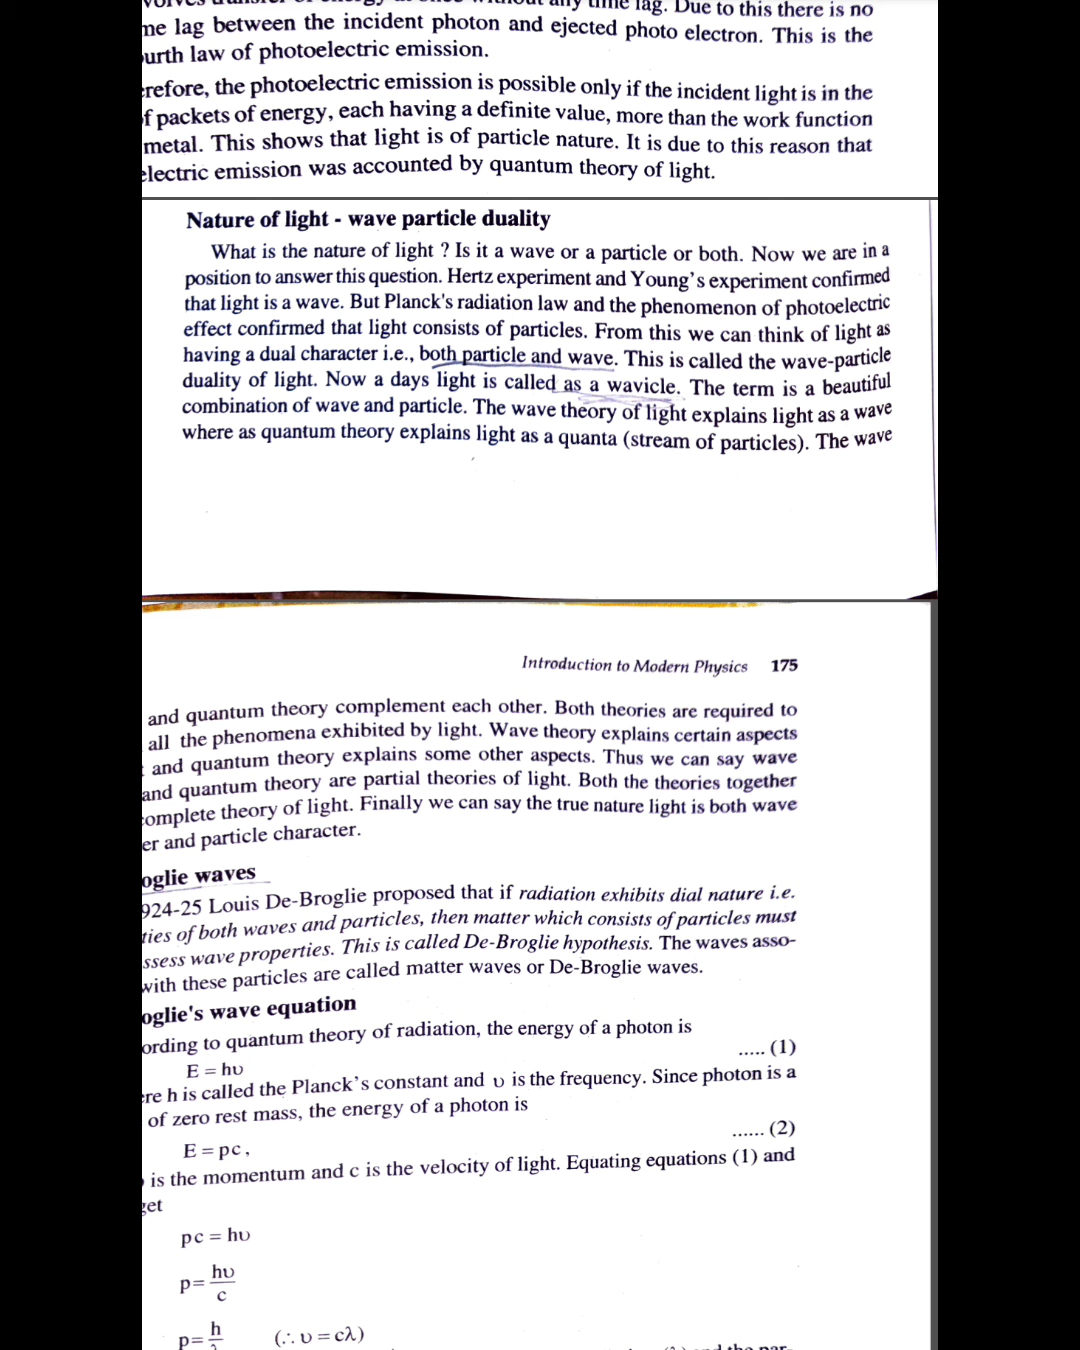 lag. Due to this there is no
me lag between the incident photon and ejected photo electron. This is the
urth law of photoelectric emission.
refore, the photoelectric emission is possible only if the incident light is in the
f packets of energy, each having a definite value, more than the work function
metal. This shows that light is of particle nature. It is due to this reason that
lectric emission was accounted by quantum theory of light.
Nature of light - wave particle duality
What is the nature of light ? Is it a wave or a particle or both. Now we are in a
position to answer this question. Hertz experiment and Young's experiment confirmed
that light is a wave. But Planck's radiation law and the phenomenon of photoelectric
effect confirmed that light consists of particles. From this we can think of light as
having a dual character i.e., both particle and wave. This is called the wave-particle
duality of light. Now a days light is called as a wavicle. The term is a beautiful
combination of wave and particle. The wave theory of light explains light as a wave
where as quantum theory explains light as a quanta (stream of particles). The wave
Introduction to Modern Physics 175
and quantum theory complement each other. Both theories are required to
all the phenomena exhibited by light. Wave theory explains certain aspects
and quantum theory explains some other aspects. Thus we can say wave
and quantum theory are partial theories of light. Both the theories together
omplete theory of light. Finally we can say the true nature light is both wave
er and particle character.
oglie waves
924-25 Louis De-Broglie proposed that if radiation exhibits dial nature i.e.
ties of both waves and particles, then matter which consists of particles must
ssess wave properties. This is called De-Broglie hypothesis. The waves asso-
with these particles are called matter waves or De-Broglie waves.
oglie's wave equation
ording to quantum theory of radiation, the energy of a photon is
E = hυ ..... (1)
re h is called the Planck's constant and υ is the frequency. Since photon is a
of zero rest mass, the energy of a photon is
E = pc, ...... (2)
is the momentum and c is the velocity of light. Equating equations (1) and
get
pc = hυ
p= hυ/c
p= h/λ (∴ υ = cλ)